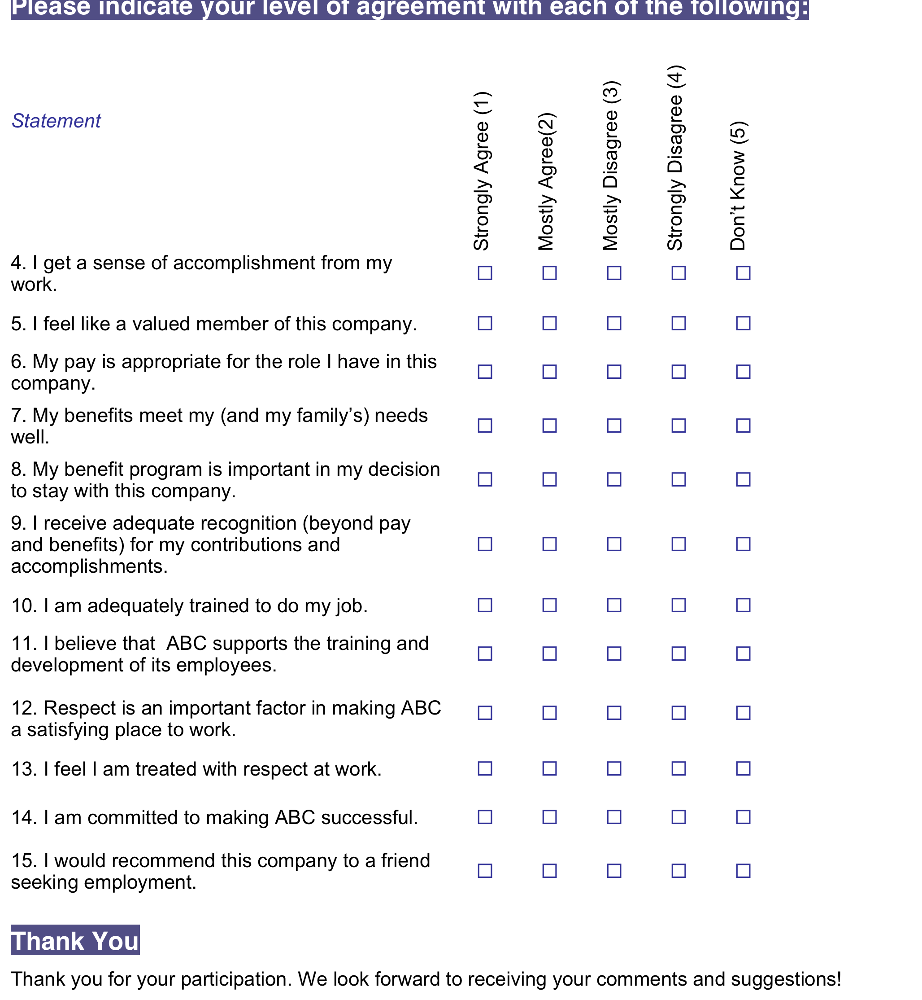 Please indicate your level of agreement with each of the following:
Statement
Strongly Agree (1)
Mostly Agree(2)
Mostly Disagree (3)
Strongly Disagree (4)
Don’t Know (5)
4. I get a sense of accomplishment from my
work.
5. I feel like a valued member of this company.
6. My pay is appropriate for the role I have in this
company.
7. My benefits meet my (and my family’s) needs
well.
8. My benefit program is important in my decision
to stay with this company.
9. I receive adequate recognition (beyond pay
and benefits) for my contributions and
accomplishments.
10. I am adequately trained to do my job.
11. I believe that  ABC supports the training and
development of its employees.
12. Respect is an important factor in making ABC
a satisfying place to work.
13. I feel I am treated with respect at work.
14. I am committed to making ABC successful.
15. I would recommend this company to a friend
seeking employment.
Thank You
Thank you for your participation. We look forward to receiving your comments and suggestions!